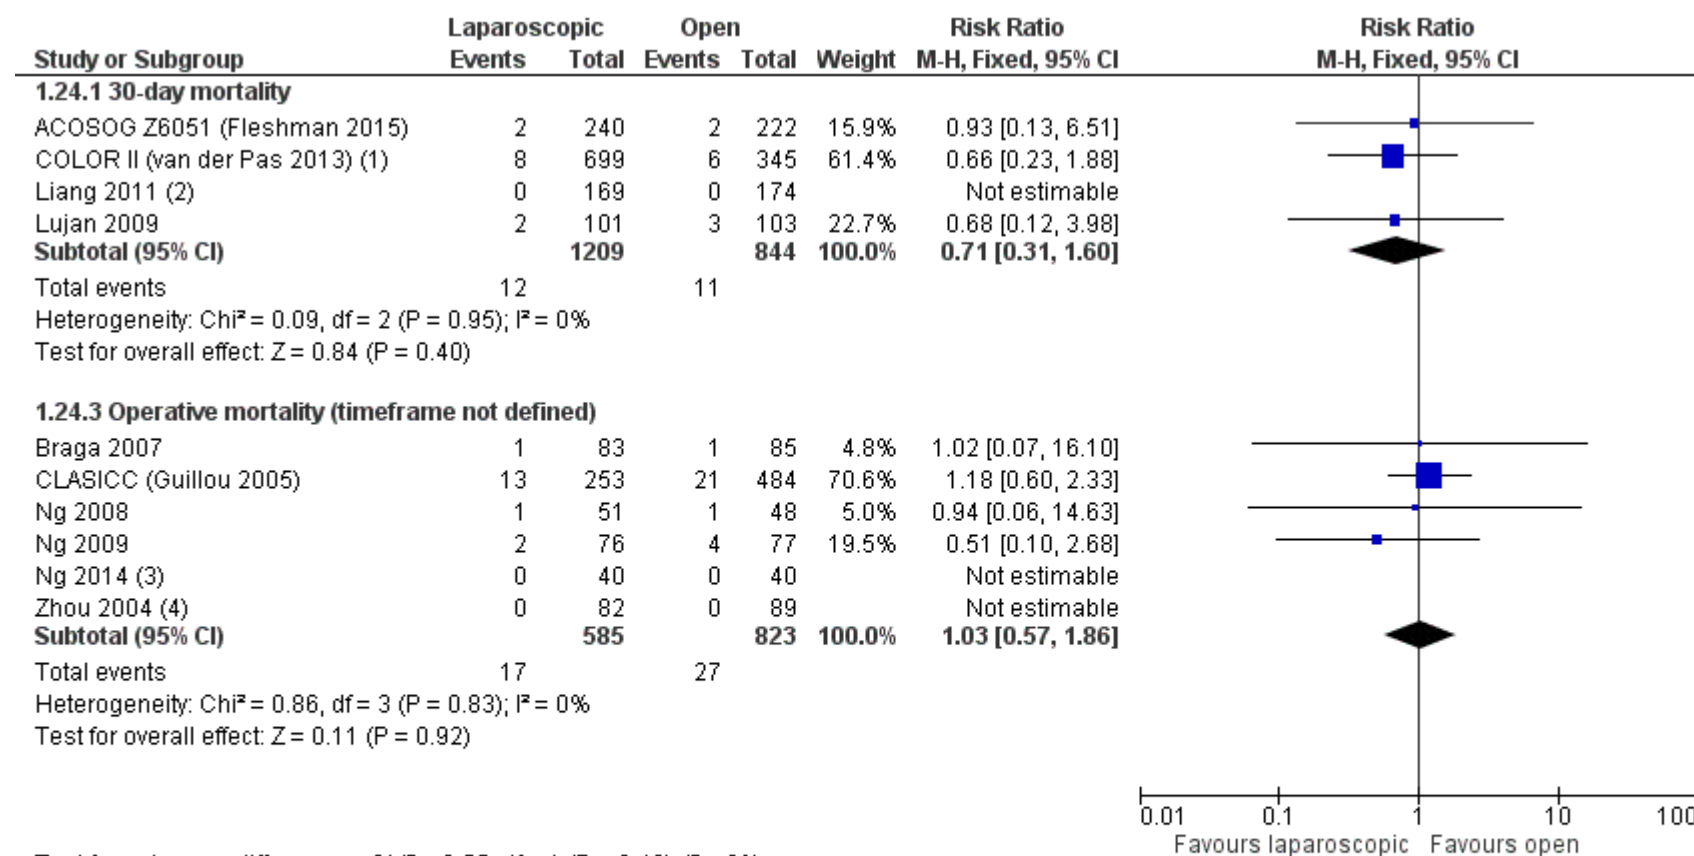 Laparoscopic Open Risk Ratio Risk Ratio
Study or Subgroup Events Total Events Total Weight M-H, Fixed, 95% CI M-H, Fixed, 95% CI
1.24.1 30-day mortality
ACOSOG Z6051 (Fleshman 2015) 2 240 2 222 15.9% 0.93 [0.13, 6.51]
COLOR II (van der Pas 2013) (1) 8 699 6 345 61.4% 0.66 [0.23, 1.88]
Liang 2011 (2) 0 169 0 174 Not estimable
Lujan 2009 2 101 3 103 22.7% 0.68 [0.12, 3.98]
Subtotal (95% CI) 1209 844 100.0% 0.71 [0.31, 1.60]
Total events 12 11
Heterogeneity: Chi² = 0.09, df = 2 (P = 0.95); I² = 0%
Test for overall effect: Z = 0.84 (P = 0.40)
1.24.3 Operative mortality (timeframe not defined)
Braga 2007 1 83 1 85 4.8% 1.02 [0.07, 16.10]
CLASICC (Guillou 2005) 13 253 21 484 70.6% 1.18 [0.60, 2.33]
Ng 2008 1 51 1 48 5.0% 0.94 [0.06, 14.63]
Ng 2009 2 76 4 77 19.5% 0.51 [0.10, 2.68]
Ng 2014 (3) 0 40 0 40 Not estimable
Zhou 2004 (4) 0 82 0 89 Not estimable
Subtotal (95% CI) 585 823 100.0% 1.03 [0.57, 1.86]
Total events 17 27
Heterogeneity: Chi² = 0.86, df = 3 (P = 0.83); I² = 0%
Test for overall effect: Z = 0.11 (P = 0.92)
0.01 0.1 1 10 100
Favours laparoscopic Favours open